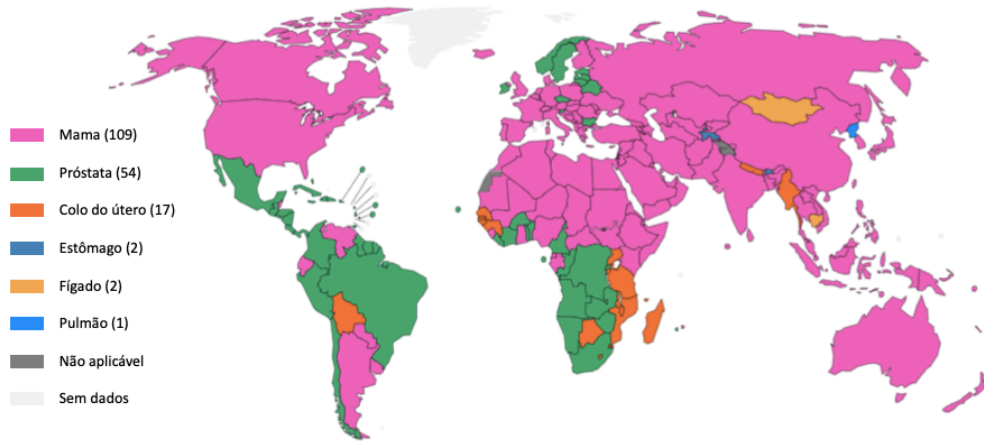 Mama (109)
Próstata (54)
Colo do útero (17)
Estômago (2)
Fígado (2)
Pulmão (1)
Não aplicável
Sem dados